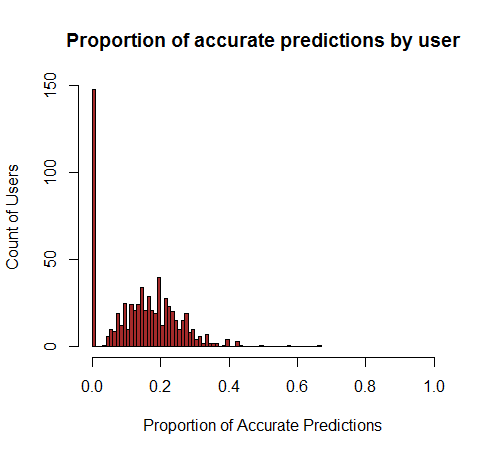 Proportion of accurate predictions by user
Count of Users
150
100
50
0
0.0 0.2 0.4 0.6 0.8 1.0
Proportion of Accurate Predictions